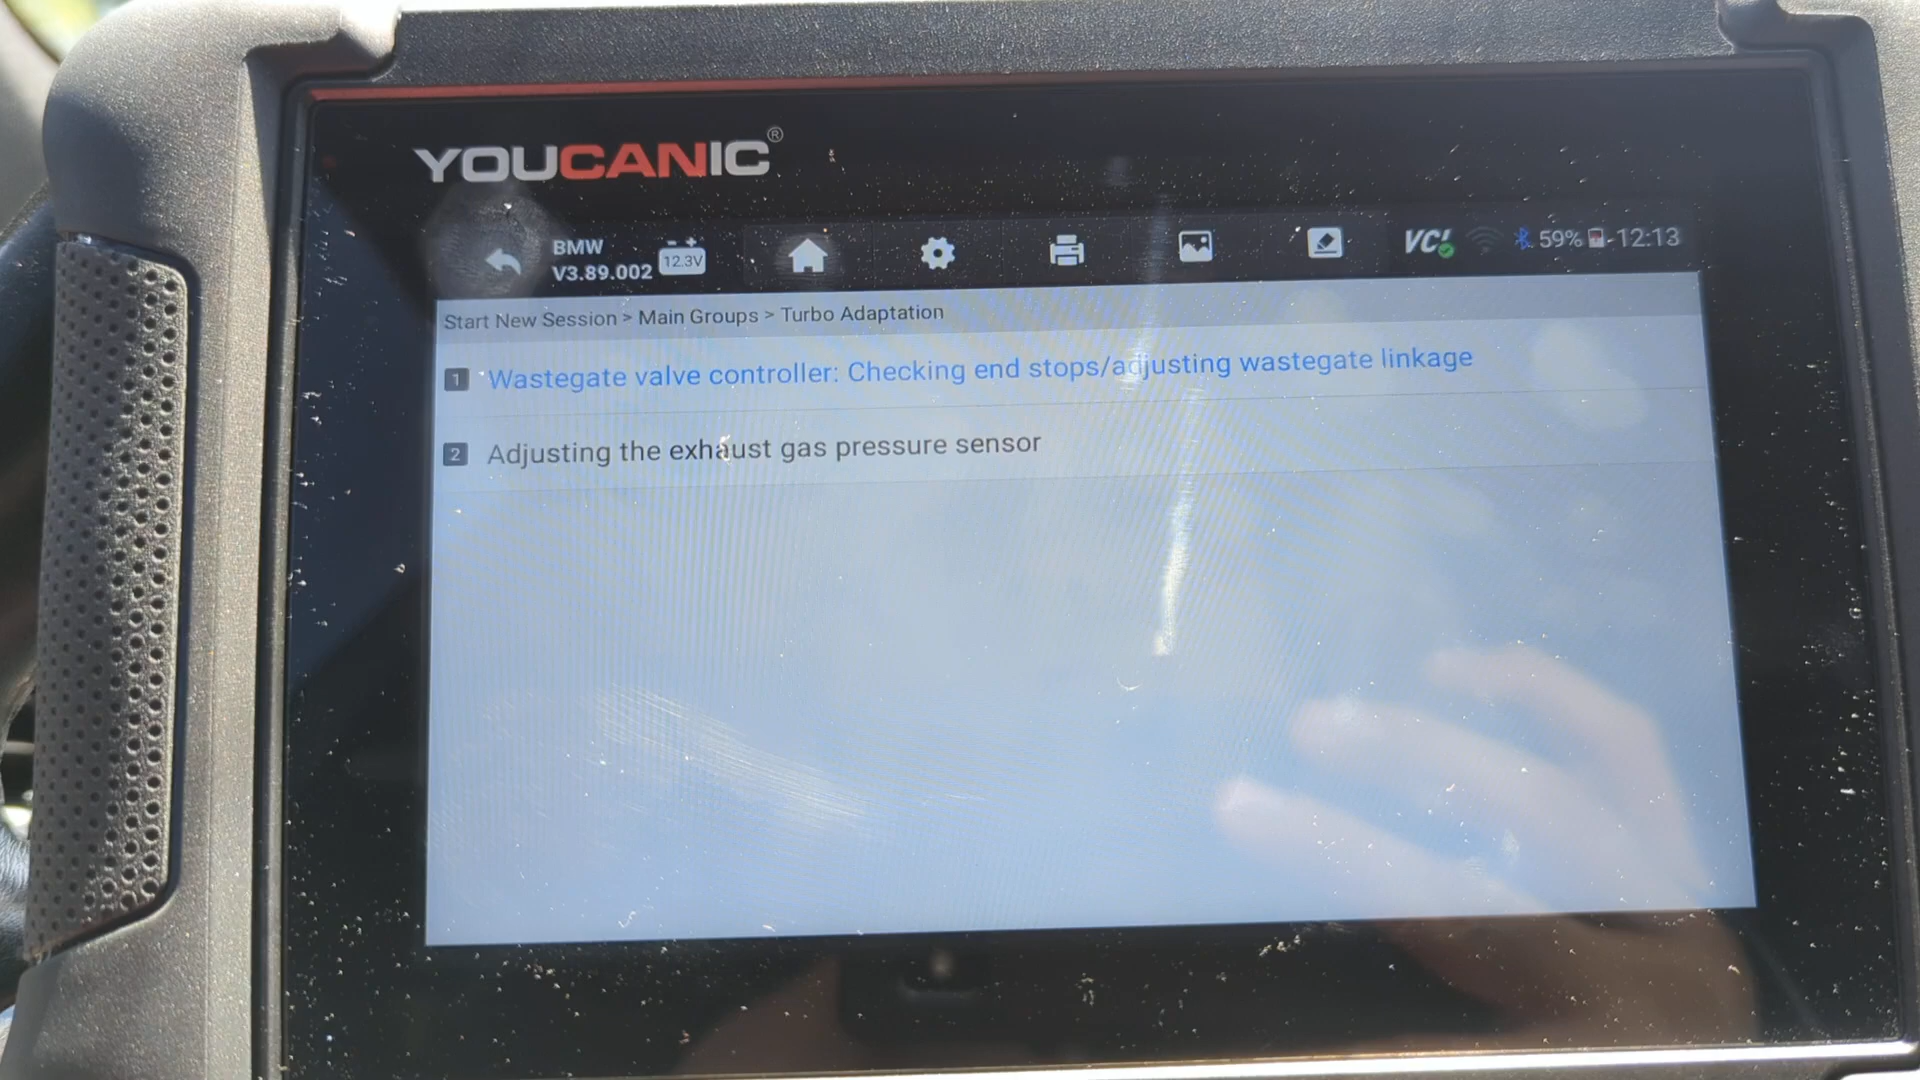 YOUCANIC®
BMW
V3.89.002
12.3V
VCI
59%
12:13
Start New Session > Main Groups > Turbo Adaptation
1 Wastegate valve controller: Checking end stops/adjusting wastegate linkage
2 Adjusting the exhaust gas pressure sensor